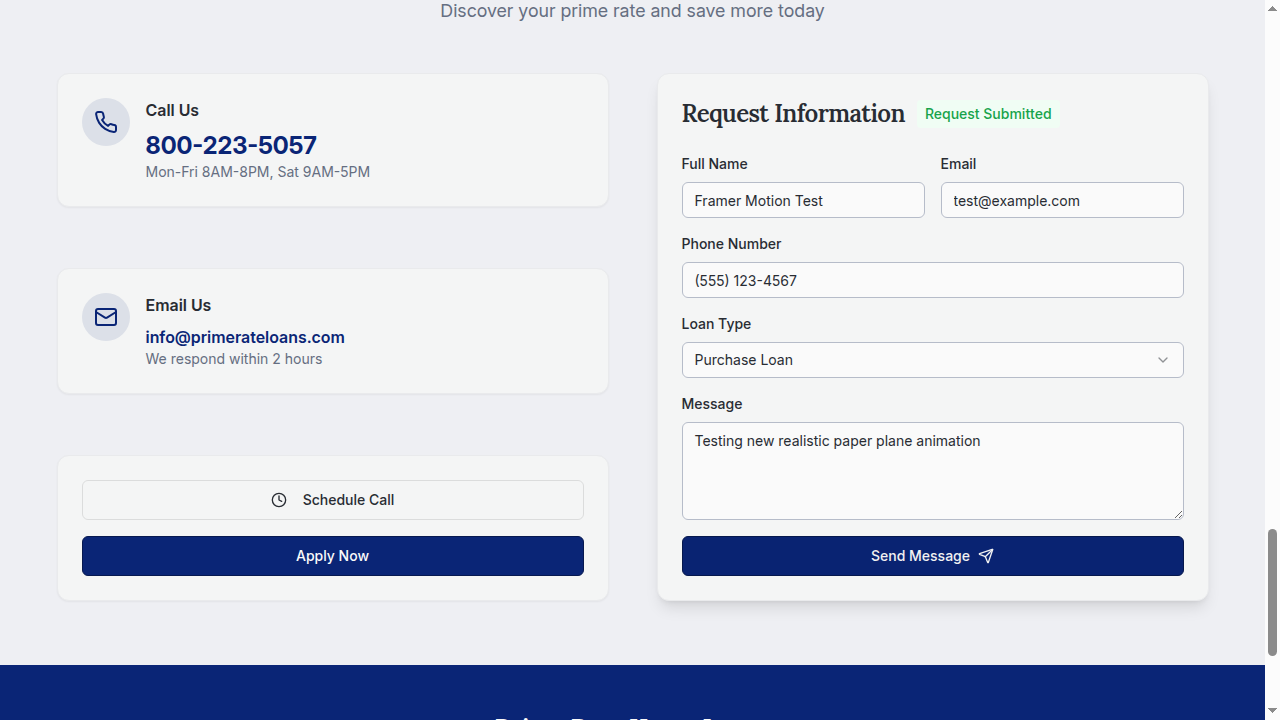 Discover your prime rate and save more today
Call Us
800-223-5057
Mon-Fri 8AM-8PM, Sat 9AM-5PM
Email Us
info@primerateloans.com
We respond within 2 hours
Schedule Call
Apply Now
Request Information
Request Submitted
Full Name
Email
Framer Motion Test
test@example.com
Phone Number
(555) 123-4567
Loan Type
Purchase Loan
Message
Testing new realistic paper plane animation
Send Message